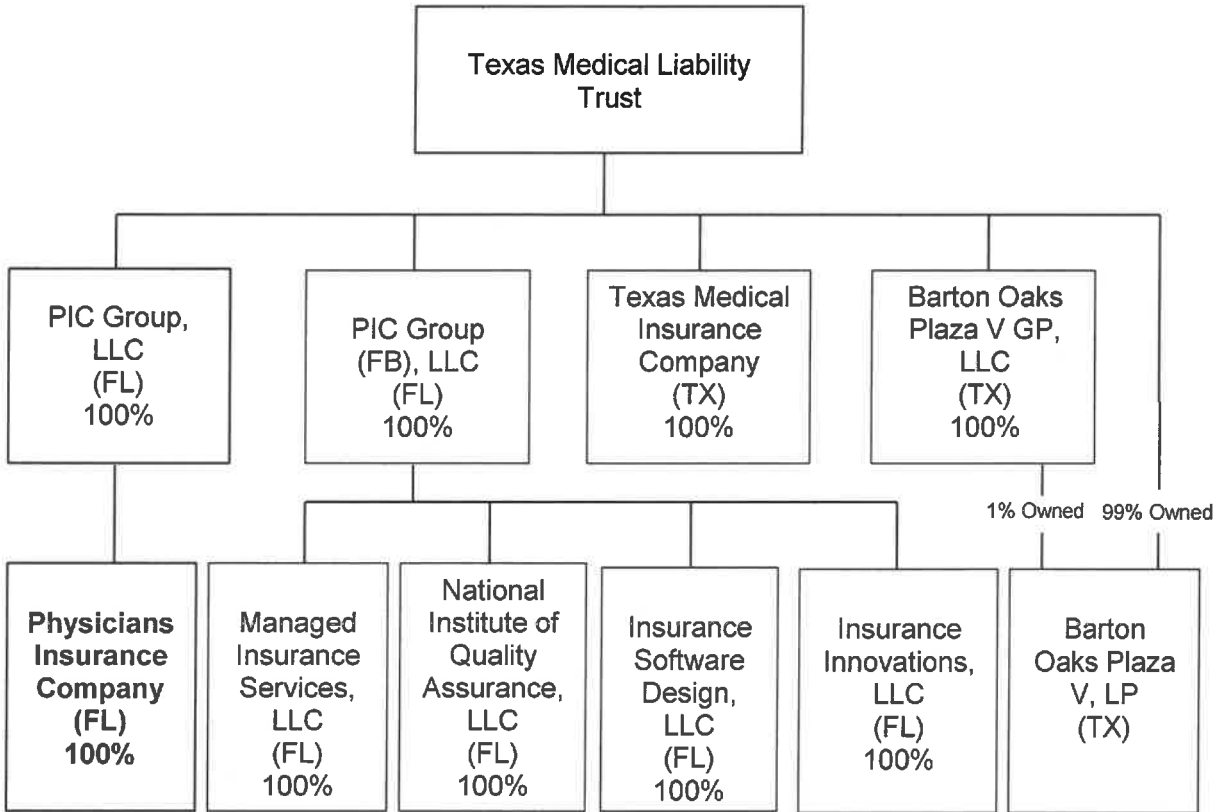 Texas Medical Liability
Trust
PIC Group,
LLC
(FL)
100%
PIC Group
(FB), LLC
(FL)
100%
Texas Medical
Insurance
Company
(TX)
100%
Barton Oaks
Plaza V GP,
LLC
(TX)
100%
1% Owned
99% Owned
Physicians
Insurance
Company
(FL)
100%
Managed
Insurance
Services,
LLC
(FL)
100%
National
Institute of
Quality
Assurance,
LLC
(FL)
100%
Insurance
Software
Design,
LLC
(FL)
100%
Insurance
Innovations,
LLC
(FL)
100%
Barton
Oaks Plaza
V, LP
(TX)